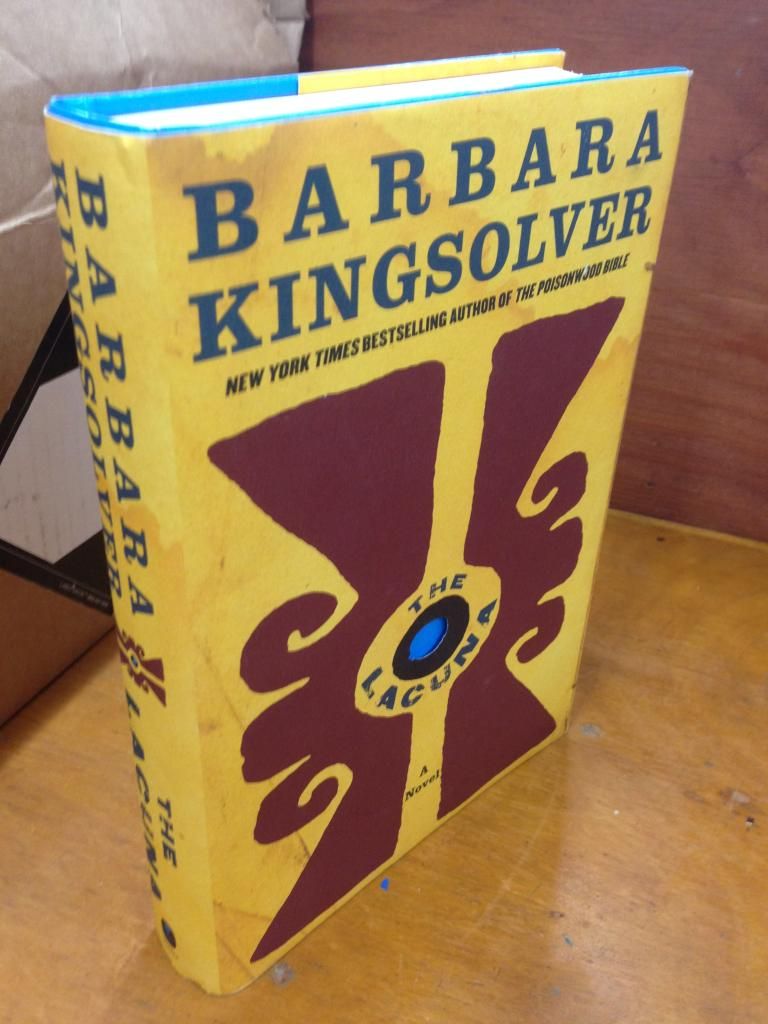 BARBARA
KINGSOLVER
NEW YORK TIMES BESTSELLING AUTHOR OF THE POISONWOOD BIBLE
THE
LACUNA
A
Novel
BARBARA
KINGSOLVER
THE
LACUNA